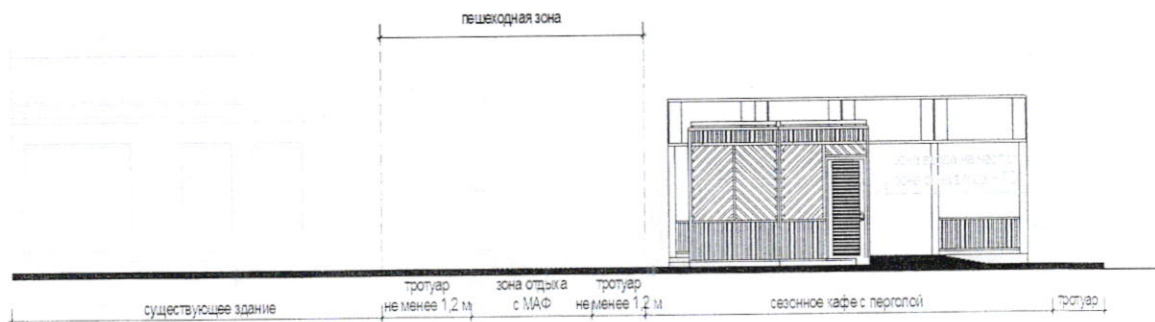 пешеходная зона
существующее здание
тротуар
не менее 1,2 м
зона отдыха
с МАФ
тротуар
не менее 1,2 м
сезонное кафе с перголой
тротуар